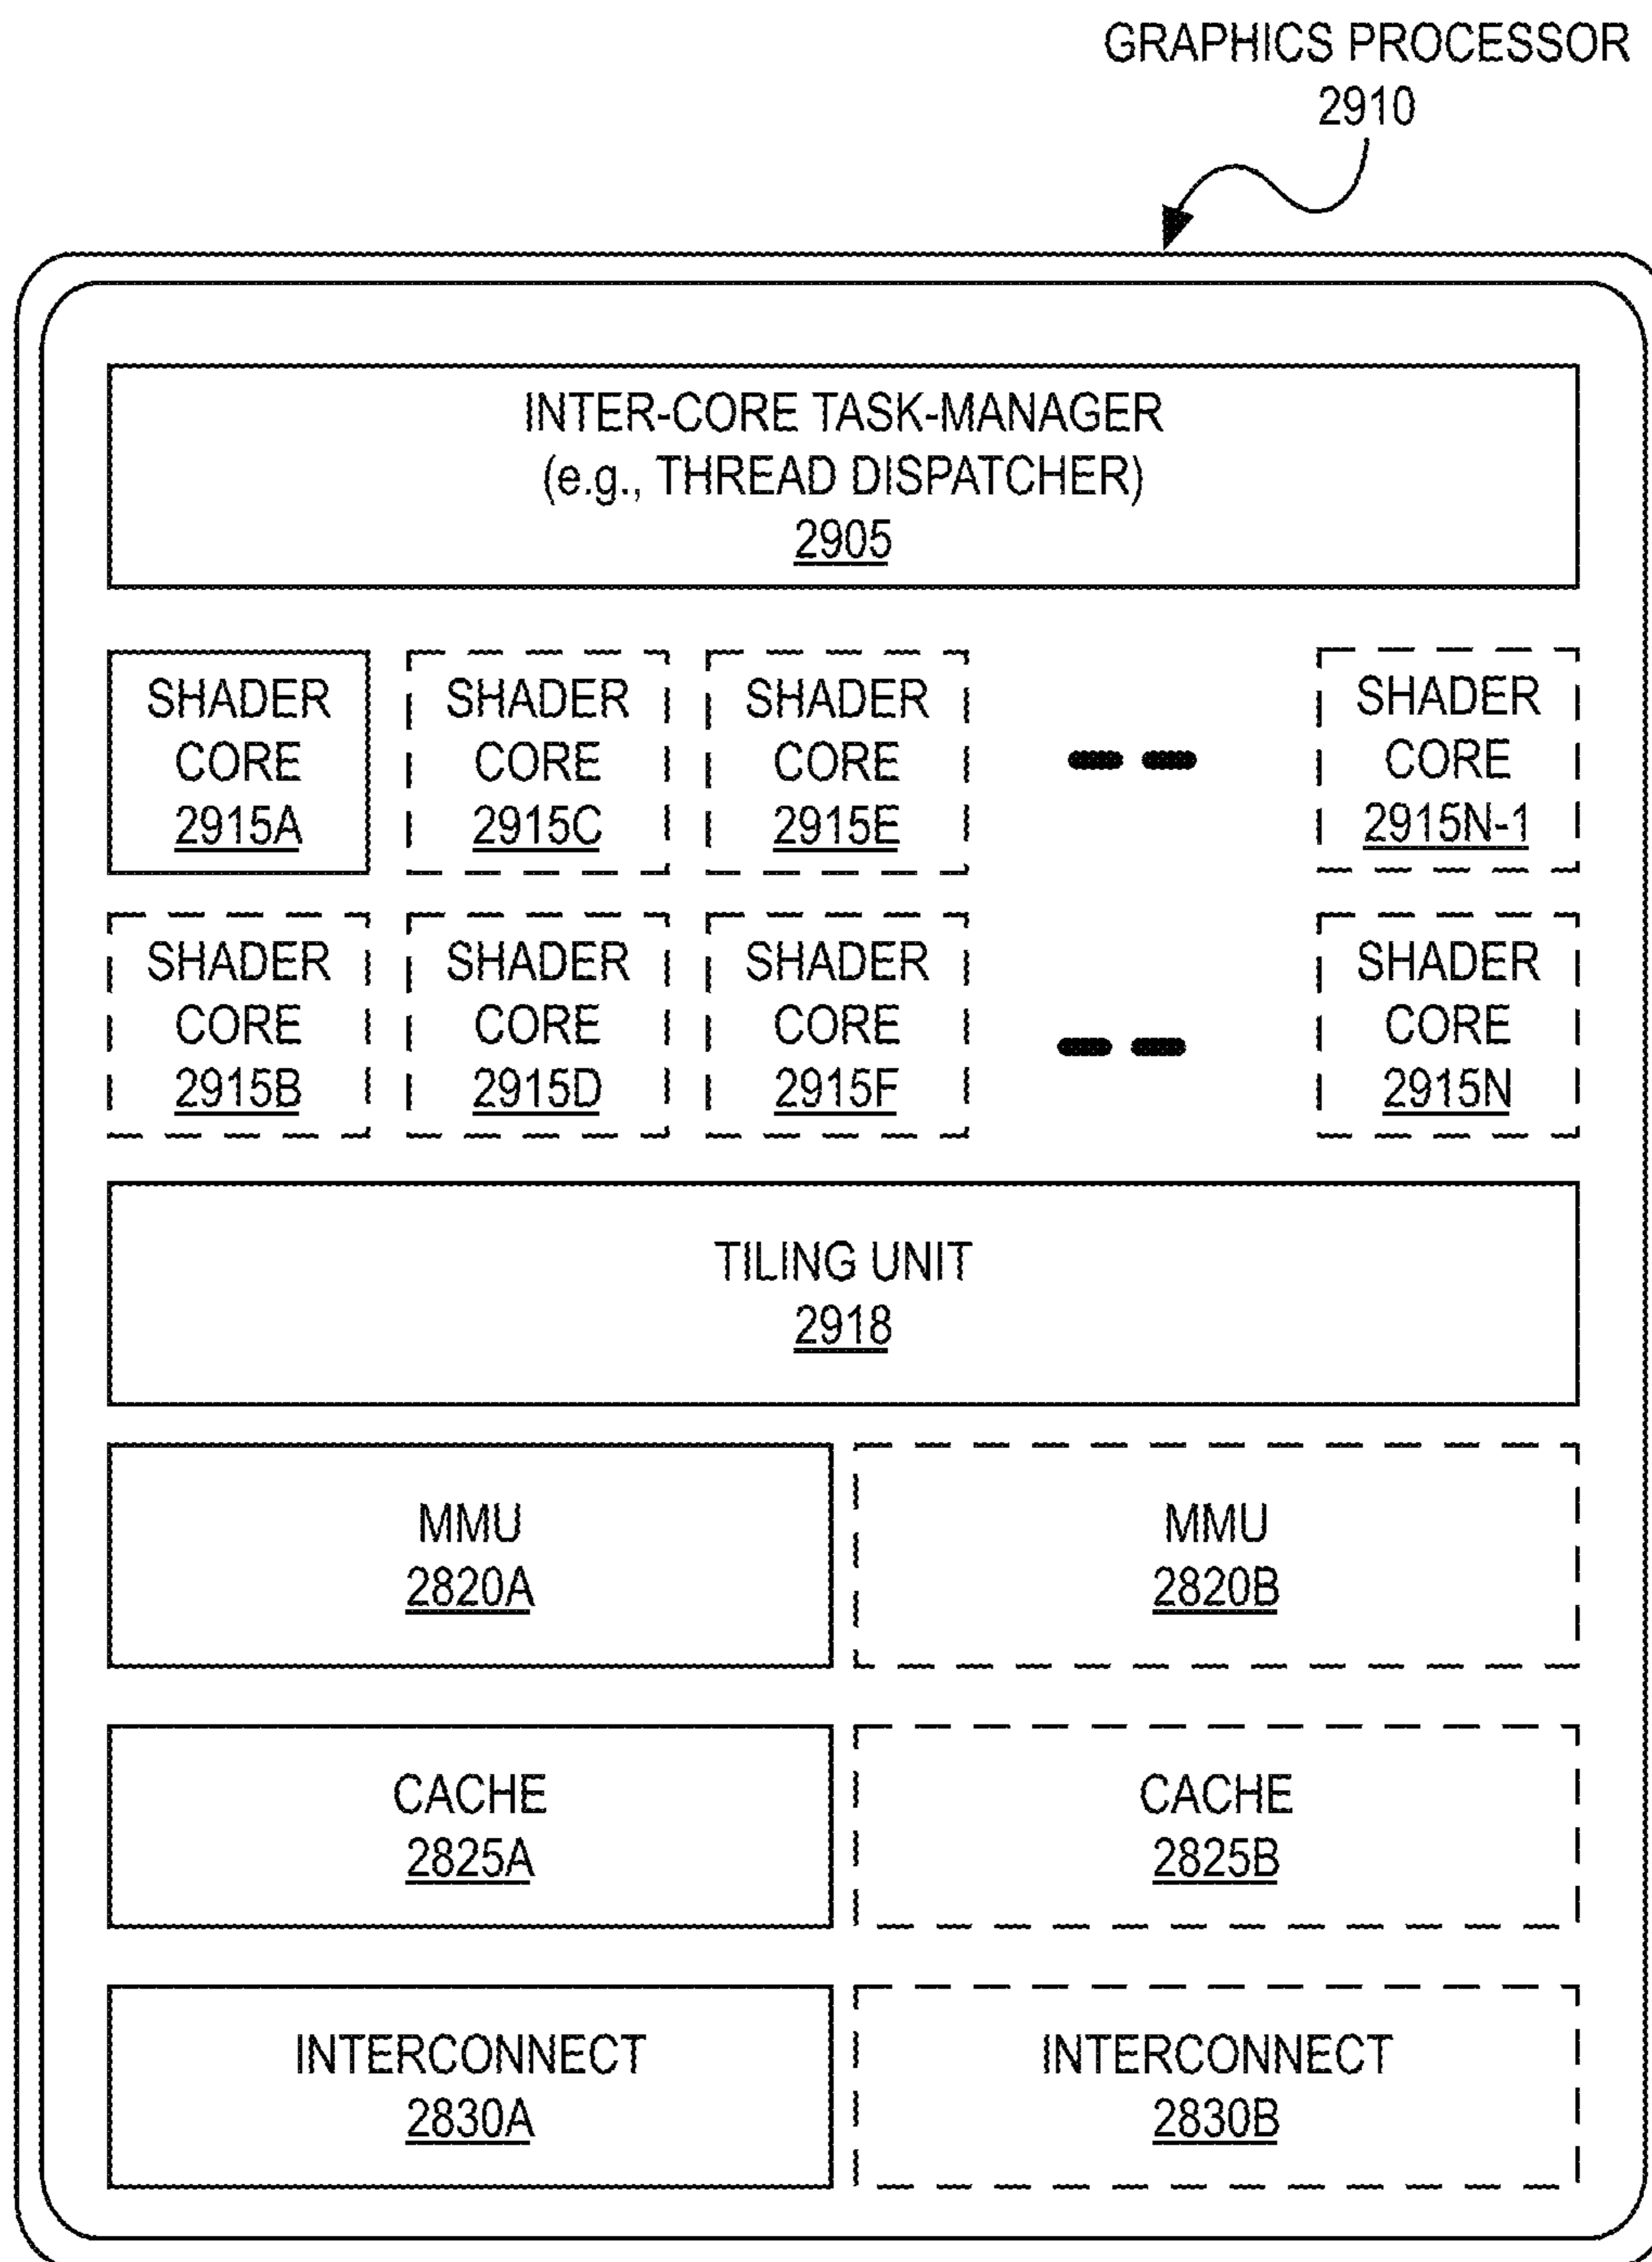 GRAPHICS PROCESSOR
2910
INTER-CORE TASK-MANAGER
(e.g., THREAD DISPATCHER)
2905
SHADER
CORE
2915A
SHADER
CORE
2915C
SHADER
CORE
2915E
SHADER
CORE
2915N-1
SHADER
CORE
2915B
SHADER
CORE
2915D
SHADER
CORE
2915F
SHADER
CORE
2915N
TILING UNIT
2918
MMU
2820A
MMU
2820B
CACHE
2825A
CACHE
2825B
INTERCONNECT
2830A
INTERCONNECT
2830B